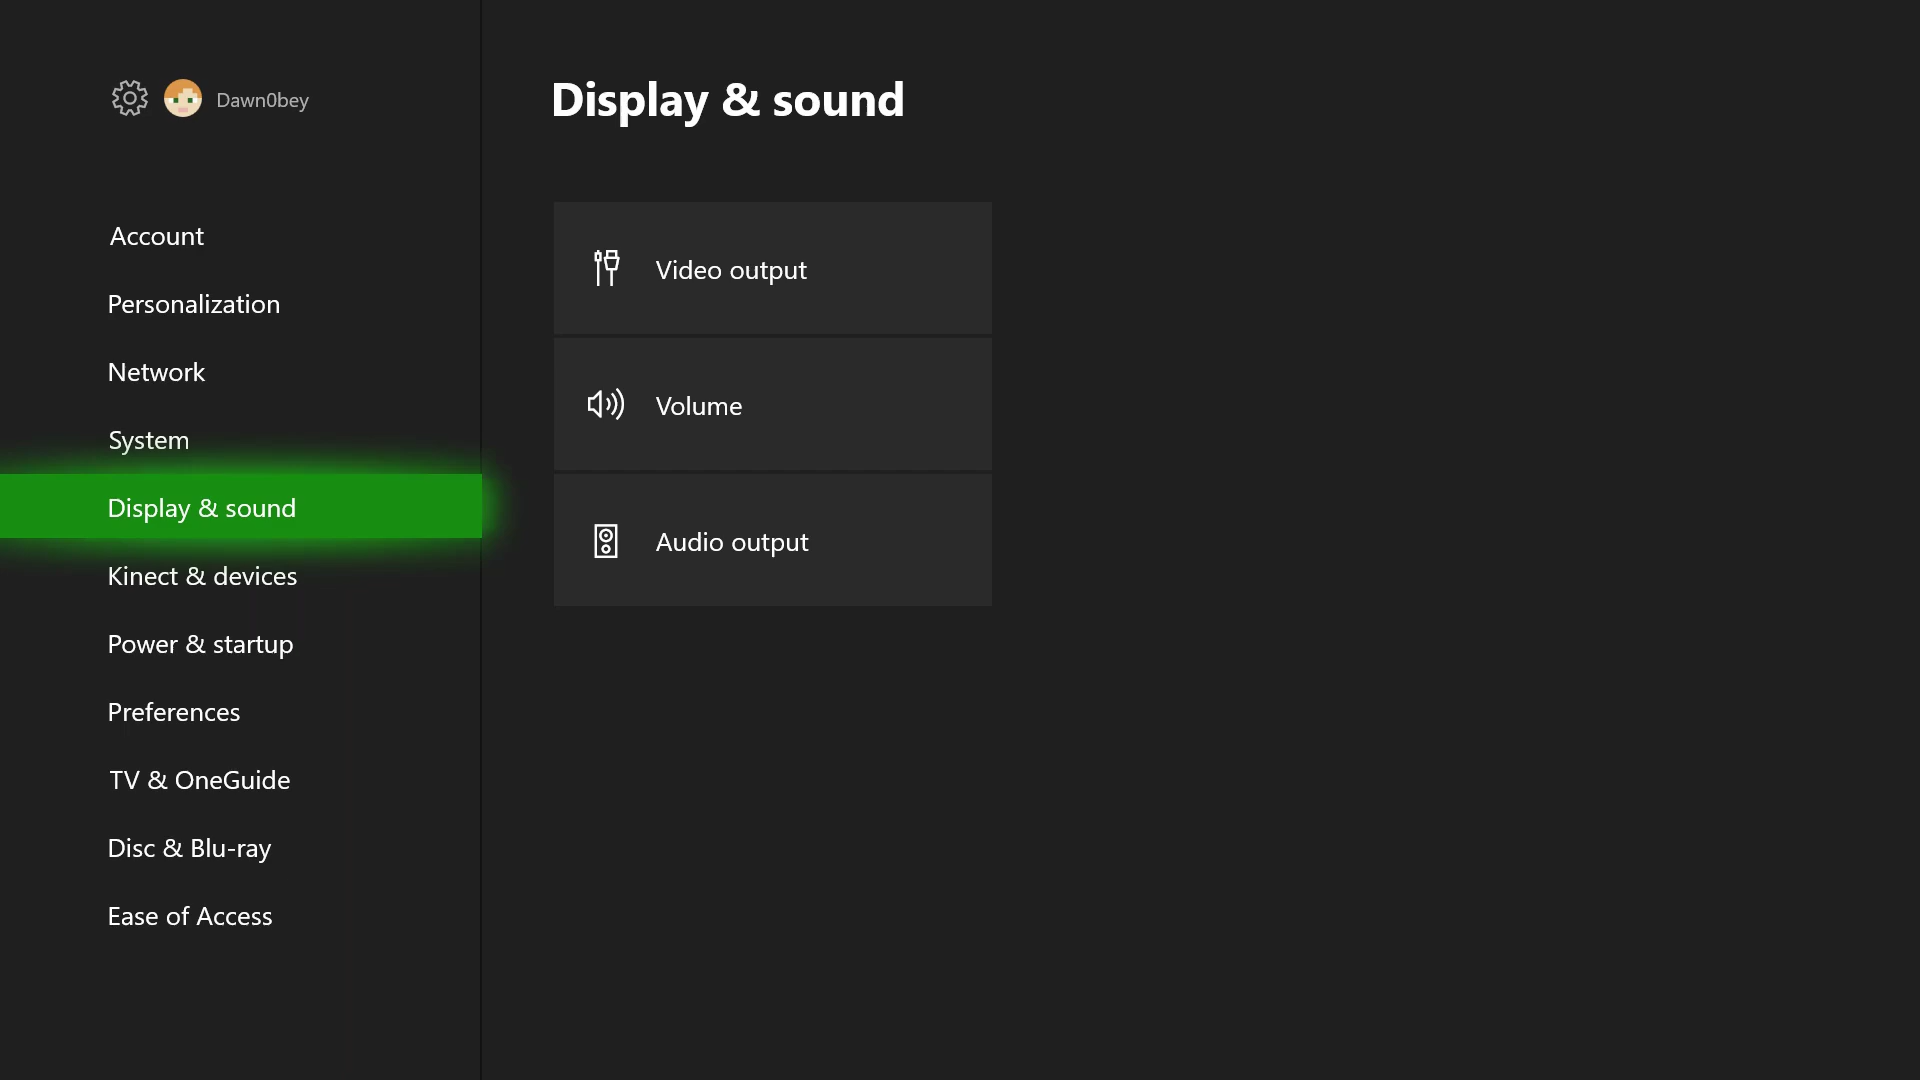 Dawn0bey
Account
Personalization
Network
System
Display & sound
Kinect & devices
Power & startup
Preferences
TV & OneGuide
Disc & Blu-ray
Ease of Access
Display & sound
Video output
Volume
Audio output